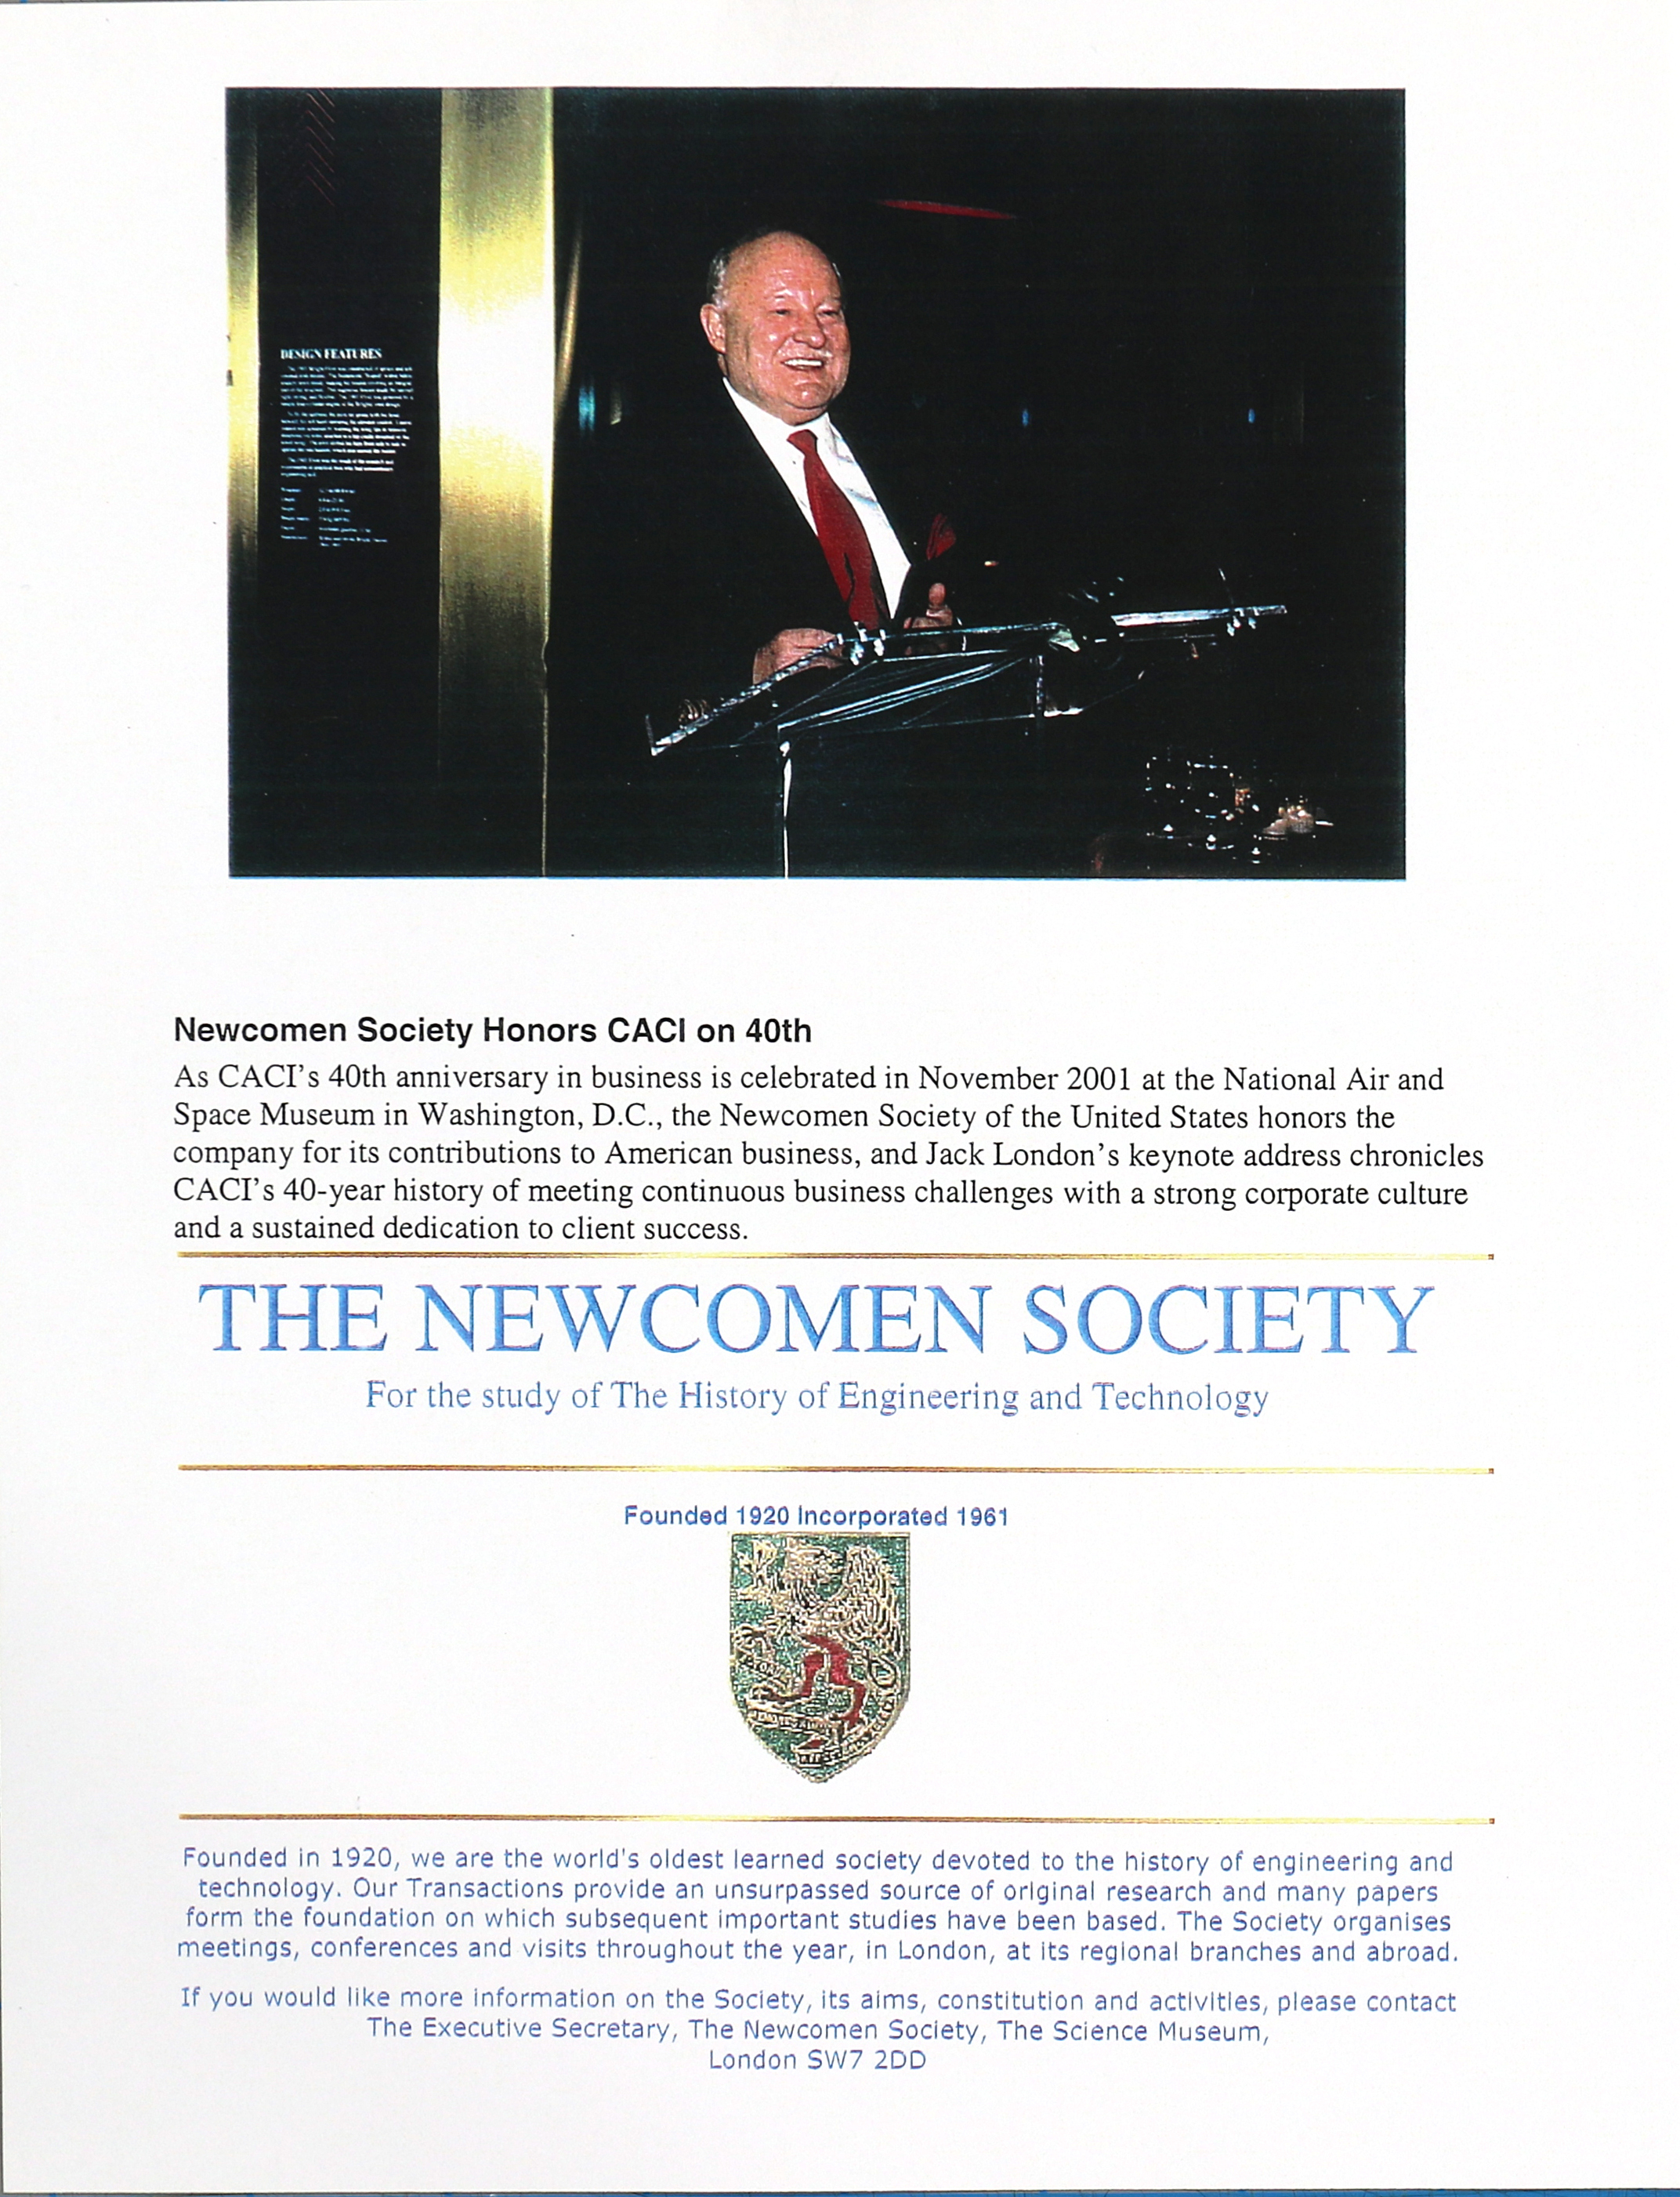 DESIGN FEATURES
Newcomen Society Honors CACI on 40th
As CACI's 40th anniversary in business is celebrated in November 2001 at the National Air and
Space Museum in Washington, D.C., the Newcomen Society of the United States honors the
company for its contributions to American business, and Jack London's keynote address chronicles
CACI's 40-year history of meeting continuous business challenges with a strong corporate culture
and a sustained dedication to client success.
THE NEWCOMEN SOCIETY
For the study of The History of Engineering and Technology
Founded 1920 Incorporated 1961
Founded in 1920, we are the world's oldest learned society devoted to the history of engineering and
technology. Our Transactions provide an unsurpassed source of original research and many papers
form the foundation on which subsequent important studies have been based. The Society organises
meetings, conferences and visits throughout the year, in London, at its regional branches and abroad.
If you would like more information on the Society, its aims, constitution and activities, please contact
The Executive Secretary, The Newcomen Society, The Science Museum,
London SW7 2DD